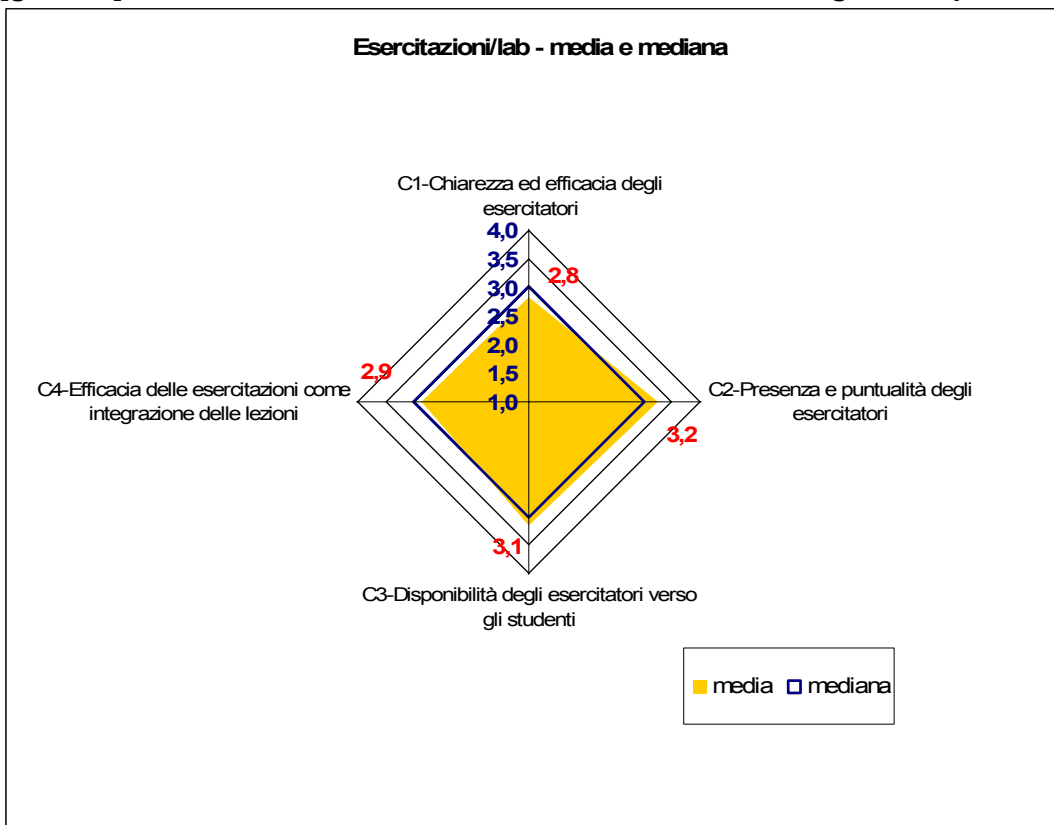 Esercitazioni/lab - media e mediana
C1-Chiarezza ed efficacia degli
esercitatori
4,0
3,5
3,0
2,5
2,0
1,5
1,0
2,8
C2-Presenza e puntualità degli
esercitatori
3,2
C3-Disponibilità degli esercitatori verso
gli studenti
3,1
C4-Efficacia delle esercitazioni come
integrazione delle lezioni
2,9
media
mediana